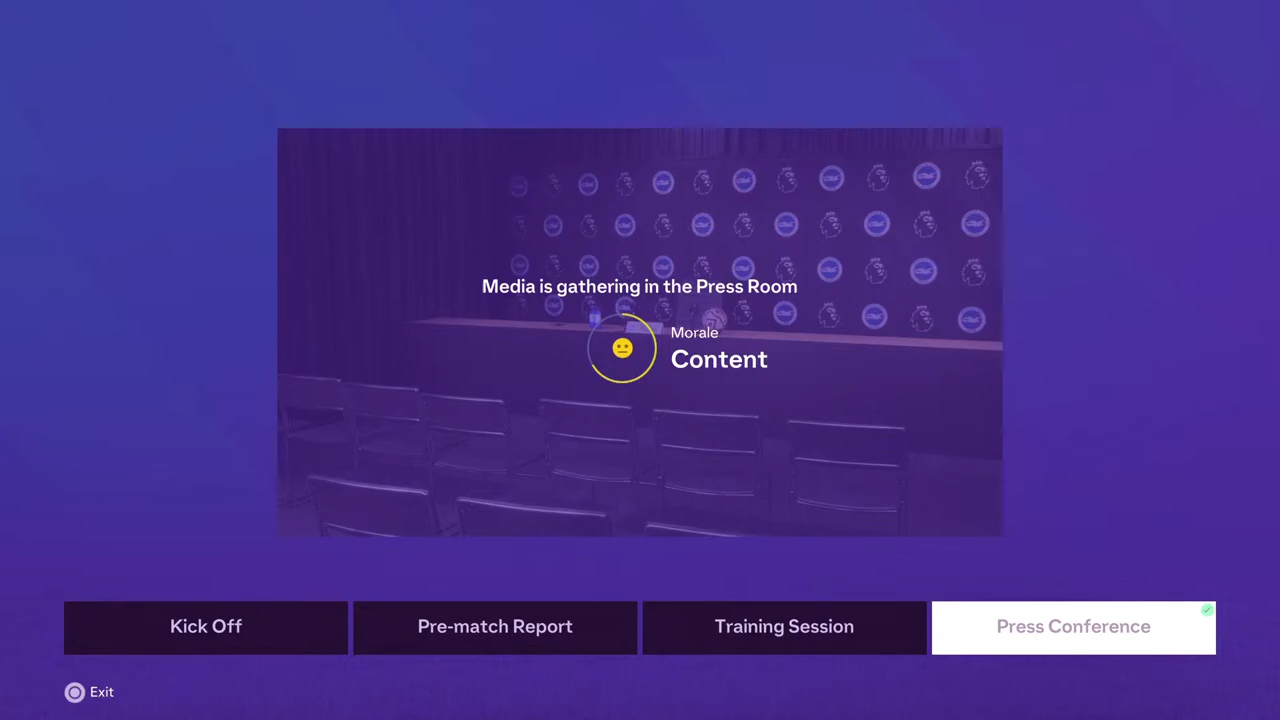 Media is gathering in the Press Room
Morale
Content
Kick Off
Pre-match Report
Training Session
Press Conference
Exit